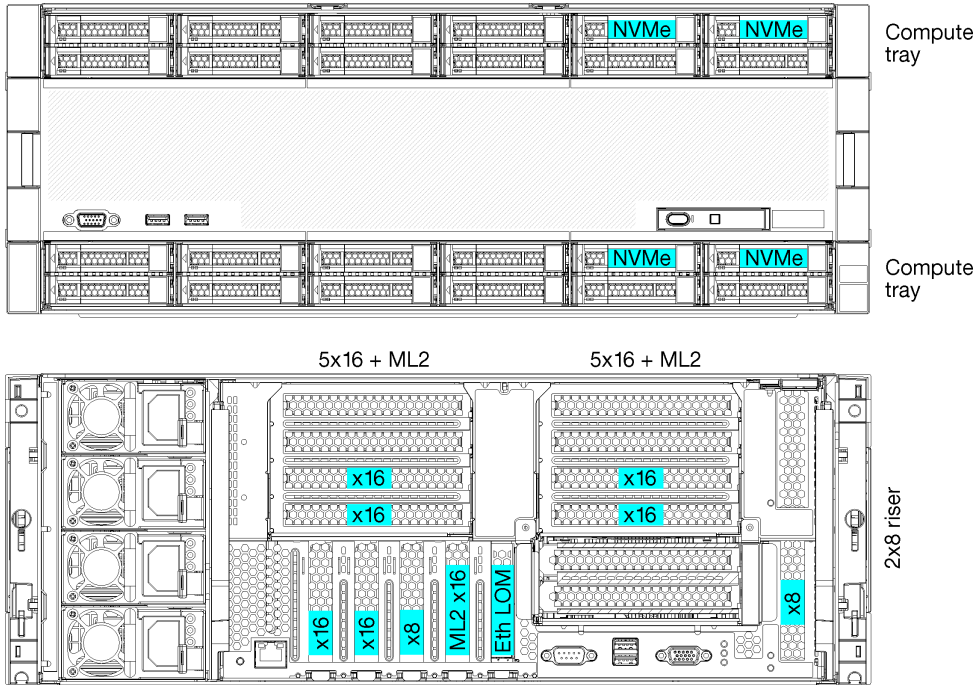 NVMe NVMe
Compute
tray
NVMe NVMe
Compute
tray
5x16 + ML2 5x16 + ML2
x16 x16
x16 x16
2x8 riser
x16
x16
x8
ML2 x16
Eth LOM
x8